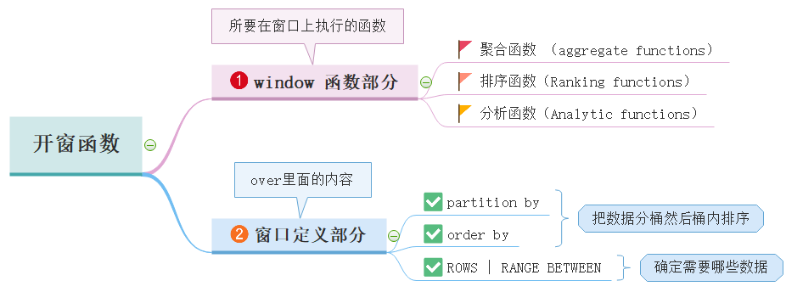 所要在窗口上执行的函数
开窗函数
1 window 函数部分
聚合函数 （aggregate functions）
排序函数（Ranking functions）
分析函数（Analytic functions）
over里面的内容
2 窗口定义部分
partition by
order by
把数据分桶然后桶内排序
ROWS | RANGE BETWEEN
确定需要哪些数据